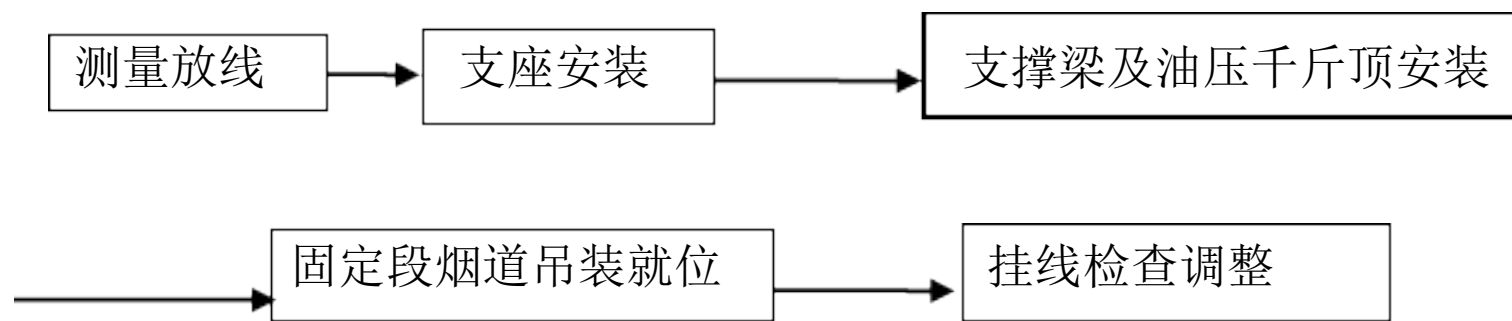 测量放线
支座安装
支撑梁及油压千斤顶安装
固定段烟道吊装就位
挂线检查调整